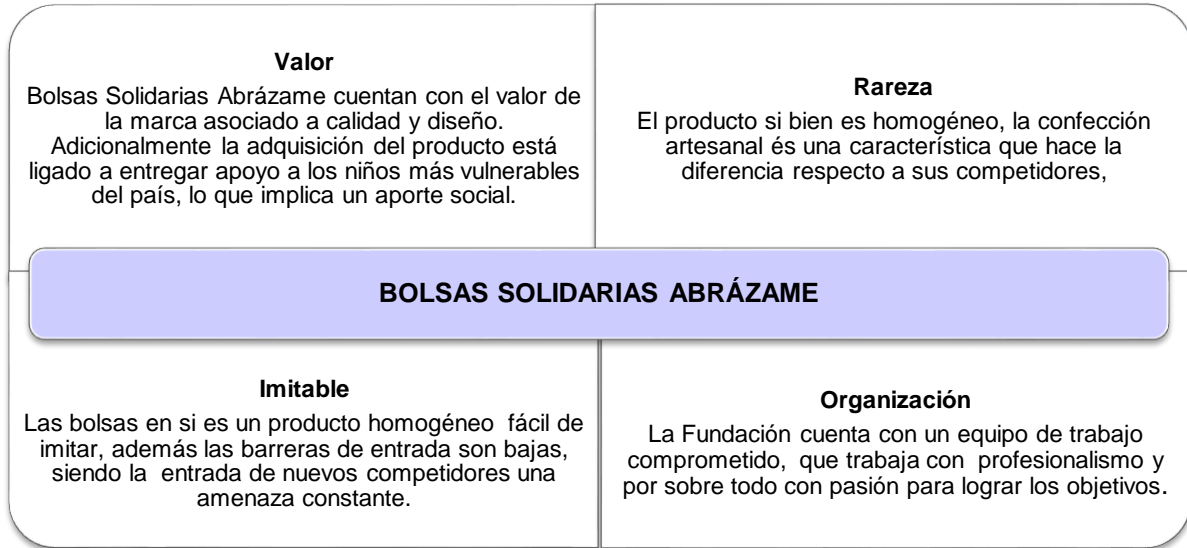 Valor
Bolsas Solidarias Abrázame cuentan con el valor de
la marca asociado a calidad y diseño.
Adicionalmente la adquisición del producto está
ligado a entregar apoyo a los niños más vulnerables
del país, lo que implica un aporte social.
Rareza
El producto si bien es homogéneo, la confección
artesanal és una característica que hace la
diferencia respecto a sus competidores,
BOLSAS SOLIDARIAS ABRÁZAME
Imitable
Las bolsas en si es un producto homogéneo fácil de
imitar, además las barreras de entrada son bajas,
siendo la entrada de nuevos competidores una
amenaza constante.
Organización
La Fundación cuenta con un equipo de trabajo
comprometido, que trabaja con profesionalismo y
por sobre todo con pasión para lograr los objetivos.